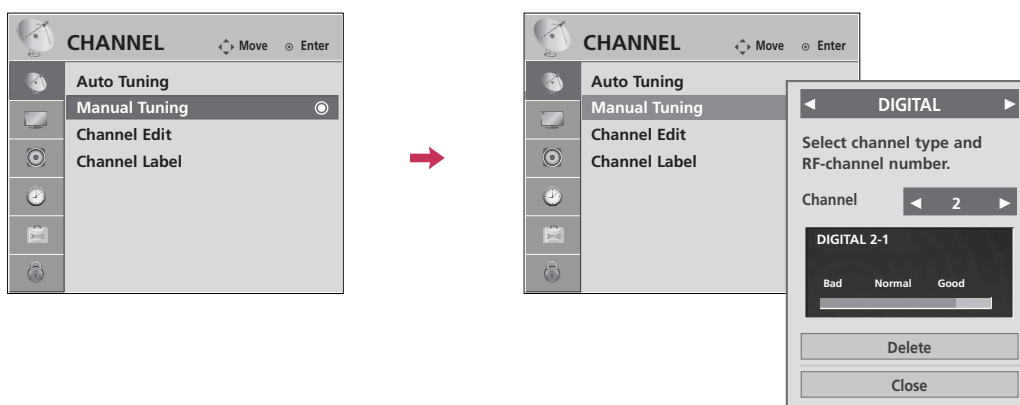 CHANNEL Move Enter
Auto Tuning
Manual Tuning
Channel Edit
Channel Label
CHANNEL Move Enter
Auto Tuning
Manual Tuning
Channel Edit
Channel Label
DIGITAL
Select channel type and
RF-channel number.
Channel 2
DIGITAL 2-1
Bad Normal Good
Delete
Close